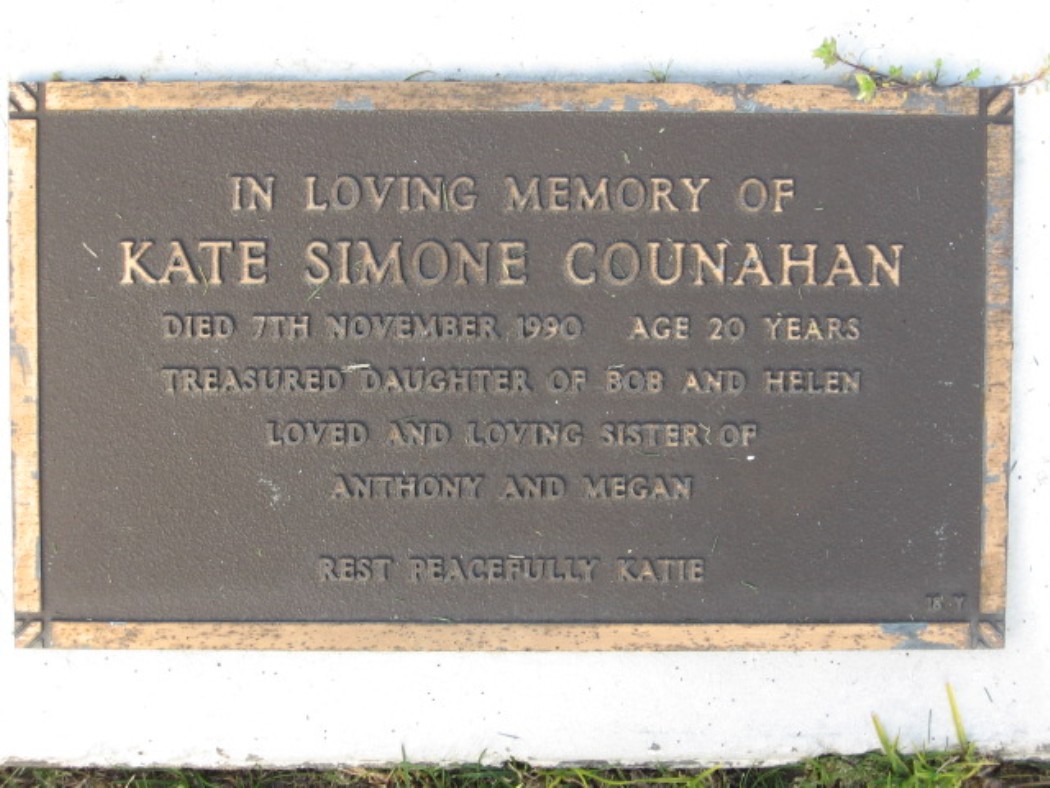 IN LOVING MEMORY OF
KATE SIMONE COUNAHAN
DIED 7TH NOVEMBER 1990 AGE 20 YEARS
TREASURED DAUGHTER OF BOB AND HELEN
LOVED AND LOVING SISTER OF
ANTHONY AND MEGAN
REST PEACEFULLY KATIE